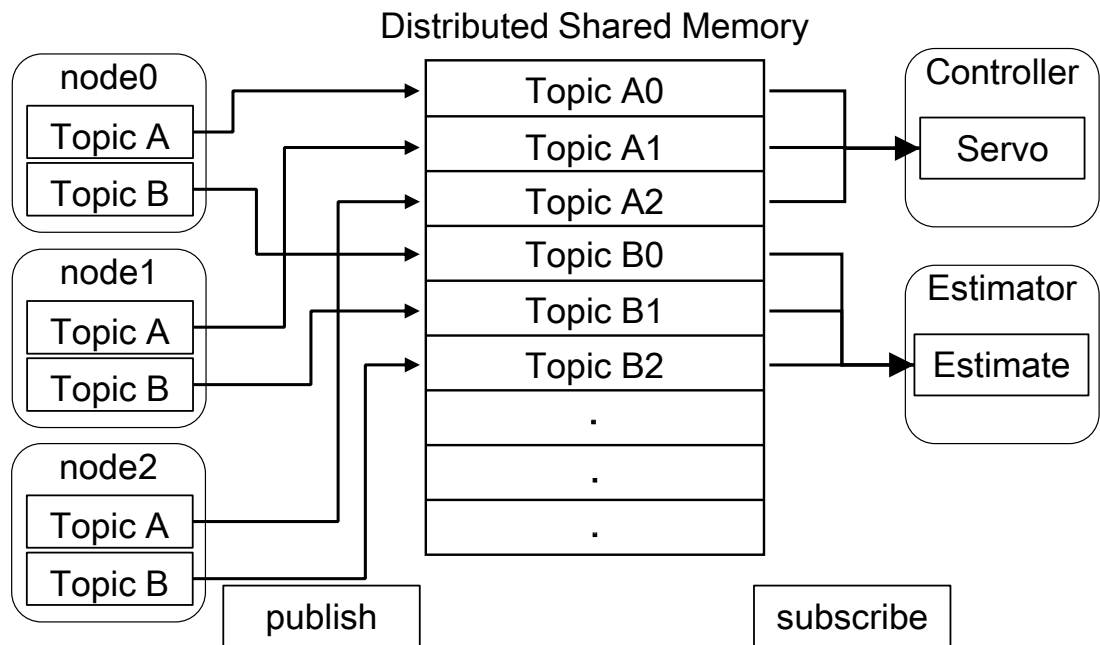 Distributed Shared Memory
node0
Topic A
Topic B
node1
Topic A
Topic B
node2
Topic A
Topic B
publish
Topic A0
Topic A1
Topic A2
Topic B0
Topic B1
Topic B2
.
.
.
subscribe
Controller
Servo
Estimator
Estimate